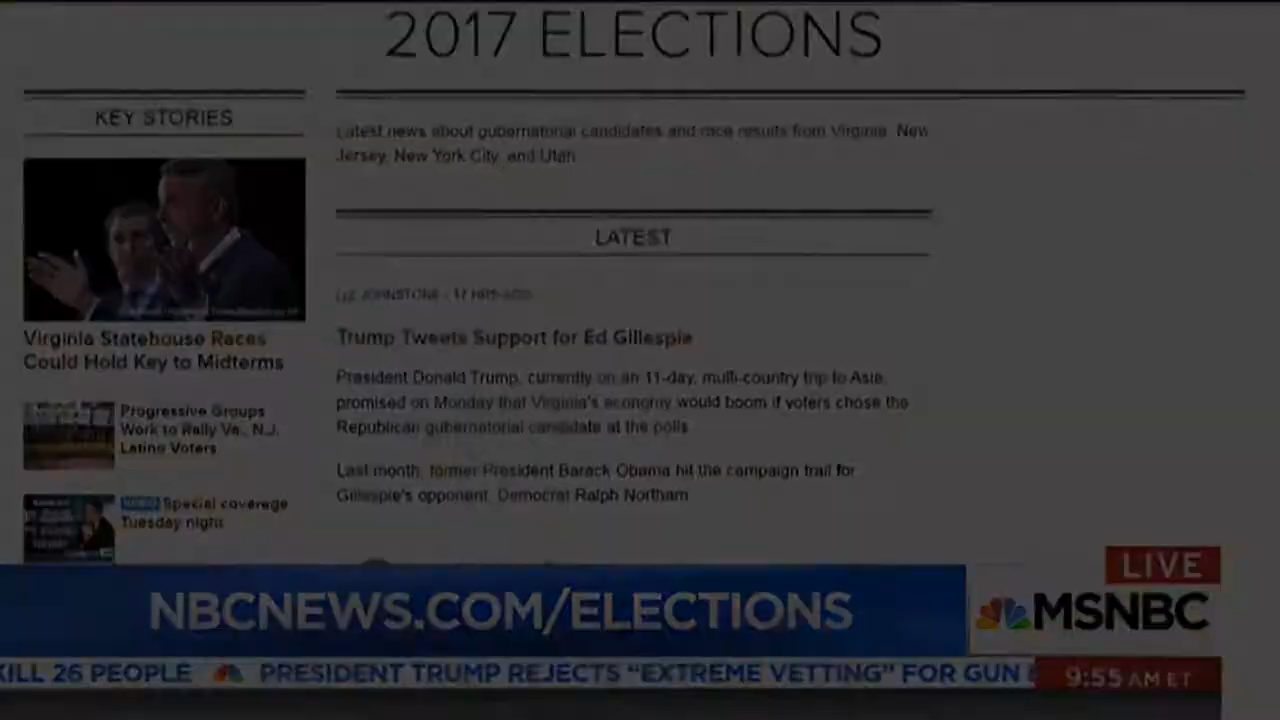 2017 ELECTIONS
KEY STORIES
Virginia Statehouse Races
Could Hold Key to Midterms
Progressive Groups
Work to Rally Va., N.J.
Latino Voters
Special coverage
Tuesday night
Latest news about gubernatorial candidates and race results from Virginia, New
Jersey, New York City, and Utah
LATEST
LIZ JOHNSTONE - 17 HRS AGO
Trump Tweets Support for Ed Gillespie
President Donald Trump, currently on an 11-day, multi-country trip to Asia,
promised on Monday that Virginia's economy would boom if voters chose the
Republican gubernatorial candidate at the polls.
Last month, former President Barack Obama hit the campaign trail for
Gillespie's opponent, Democrat Ralph Northam.
LIVE
NBCNEWS.COM/ELECTIONS
MSNBC
KILL 26 PEOPLE PRESIDENT TRUMP REJECTS “EXTREME VETTING” FOR GUN
9:55 AM ET